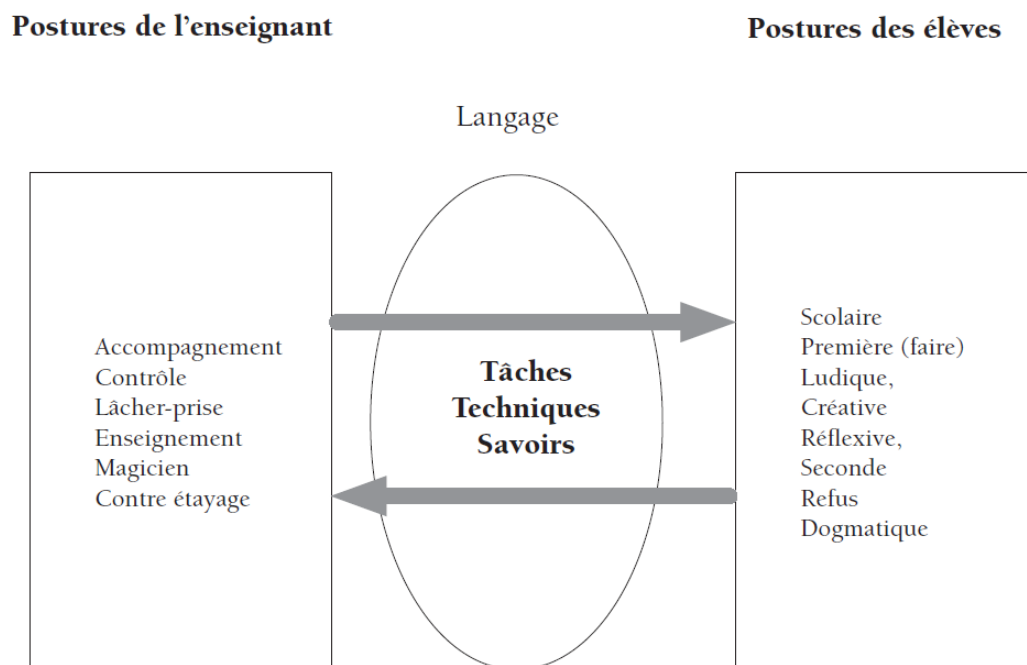 Postures de l'enseignant
Postures des élèves
Langage
Accompagnement
Contrôle
Lâcher-prise
Enseignement
Magicien
Contre étayage
Tâches
Techniques
Savoirs
Scolaire
Première (faire)
Ludique,
Créative
Réflexive,
Seconde
Refus
Dogmatique